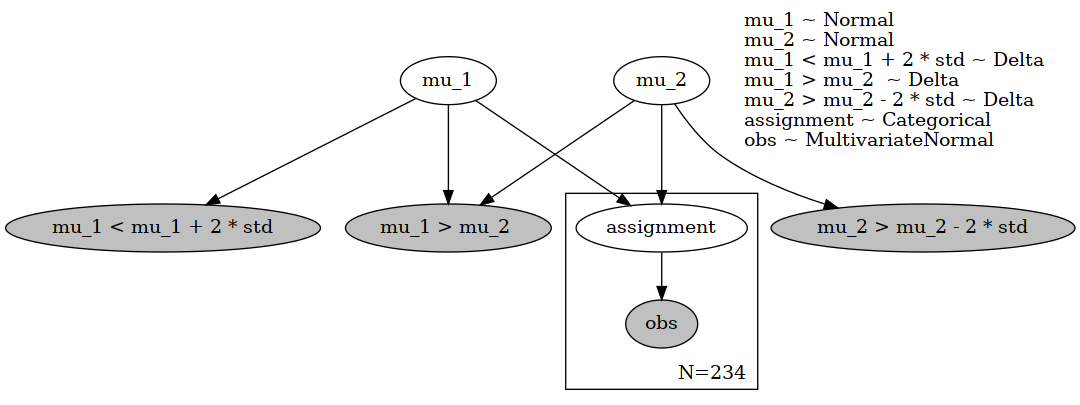 mu_1 ~ Normal
mu_2 ~ Normal
mu_1 < mu_1 + 2 * std ~ Delta
mu_1 > mu_2  ~ Delta
mu_2 > mu_2 - 2 * std ~ Delta
assignment ~ Categorical
obs ~ MultivariateNormal
mu_1
mu_2
mu_1 < mu_1 + 2 * std
mu_1 > mu_2
assignment
mu_2 > mu_2 - 2 * std
obs
N=234